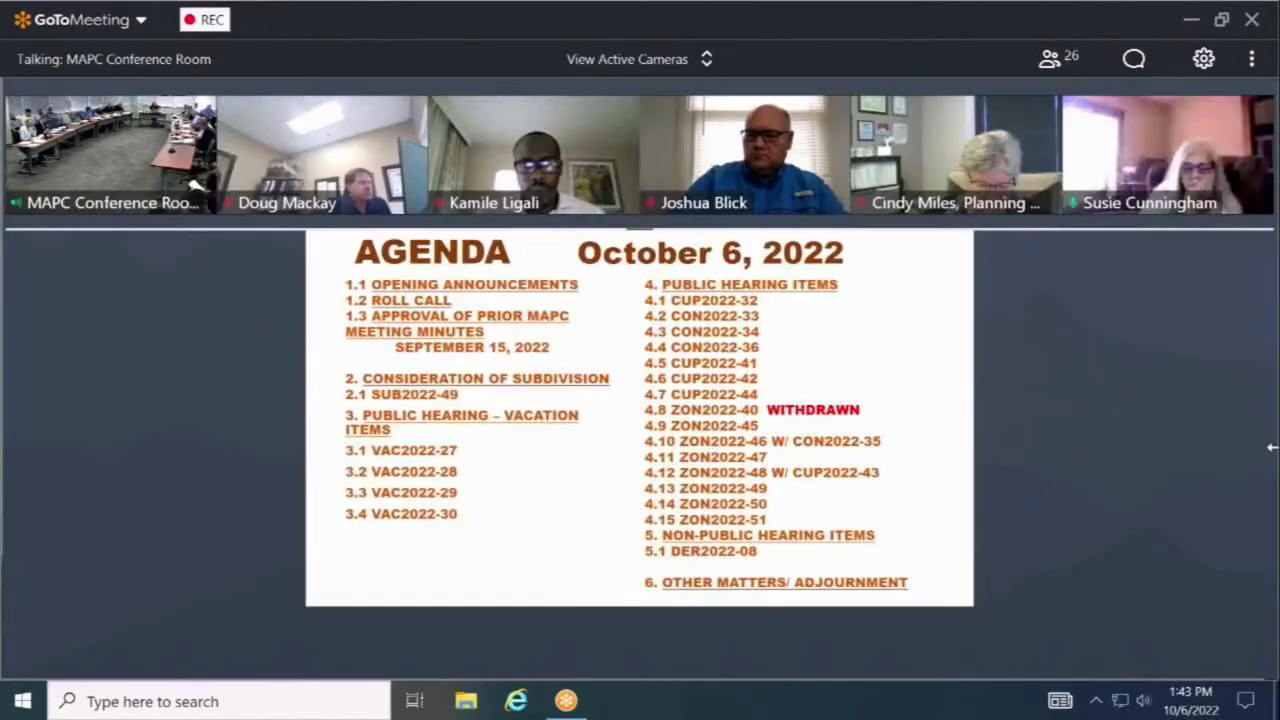 GoToMeeting
REC
Talking: MAPC Conference Room
View Active Cameras
26
MAPC Conference Roo...
Doug Mackay
Kamile Ligali
Joshua Blick
Cindy Miles, Planning ...
Susie Cunningham
AGENDA October 6, 2022
1.1 OPENING ANNOUNCEMENTS
1.2 ROLL CALL
1.3 APPROVAL OF PRIOR MAPC
MEETING MINUTES
SEPTEMBER 15, 2022
2. CONSIDERATION OF SUBDIVISION
2.1 SUB2022-49
3. PUBLIC HEARING – VACATION
ITEMS
3.1 VAC2022-27
3.2 VAC2022-28
3.3 VAC2022-29
3.4 VAC2022-30
4. PUBLIC HEARING ITEMS
4.1 CUP2022-32
4.2 CON2022-33
4.3 CON2022-34
4.4 CON2022-36
4.5 CUP2022-41
4.6 CUP2022-42
4.7 CUP2022-44
4.8 ZON2022-40 WITHDRAWN
4.9 ZON2022-45
4.10 ZON2022-46 W/ CON2022-35
4.11 ZON2022-47
4.12 ZON2022-48 W/ CUP2022-43
4.13 ZON2022-49
4.14 ZON2022-50
4.15 ZON2022-51
5. NON-PUBLIC HEARING ITEMS
5.1 DER2022-08
6. OTHER MATTERS/ ADJOURNMENT
Type here to search
1:43 PM
10/6/2022